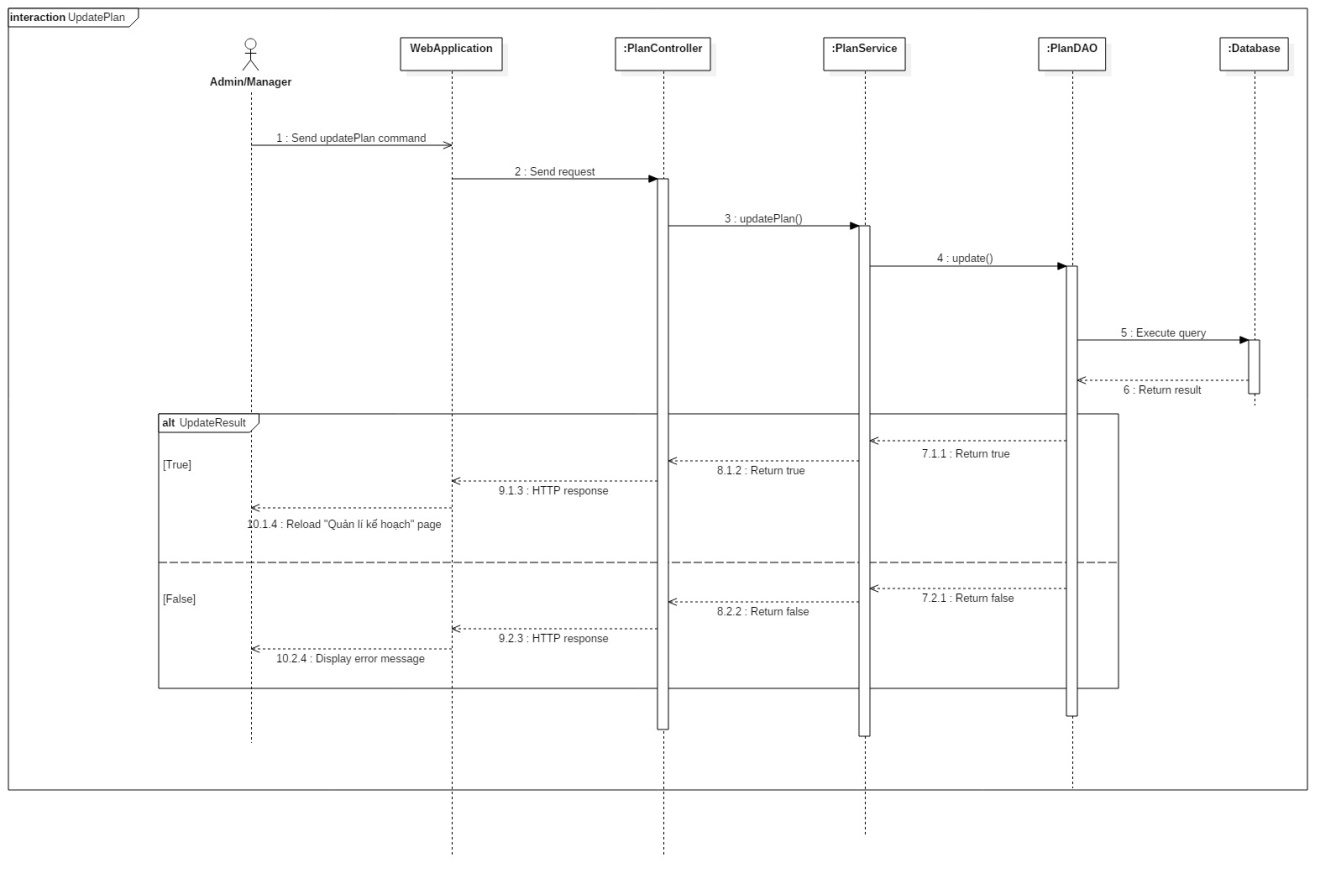 interaction UpdatePlan
Admin/Manager
WebApplication
:PlanController
:PlanService
:PlanDAO
:Database
1 : Send updatePlan command
2 : Send request
3 : updatePlan()
4 : update()
5 : Execute query
6 : Return result
alt UpdateResult
[True]
7.1.1 : Return true
8.1.2 : Return true
9.1.3 : HTTP response
10.1.4 : Reload "Quản lí kế hoạch" page
[False]
7.2.1 : Return false
8.2.2 : Return false
9.2.3 : HTTP response
10.2.4 : Display error message